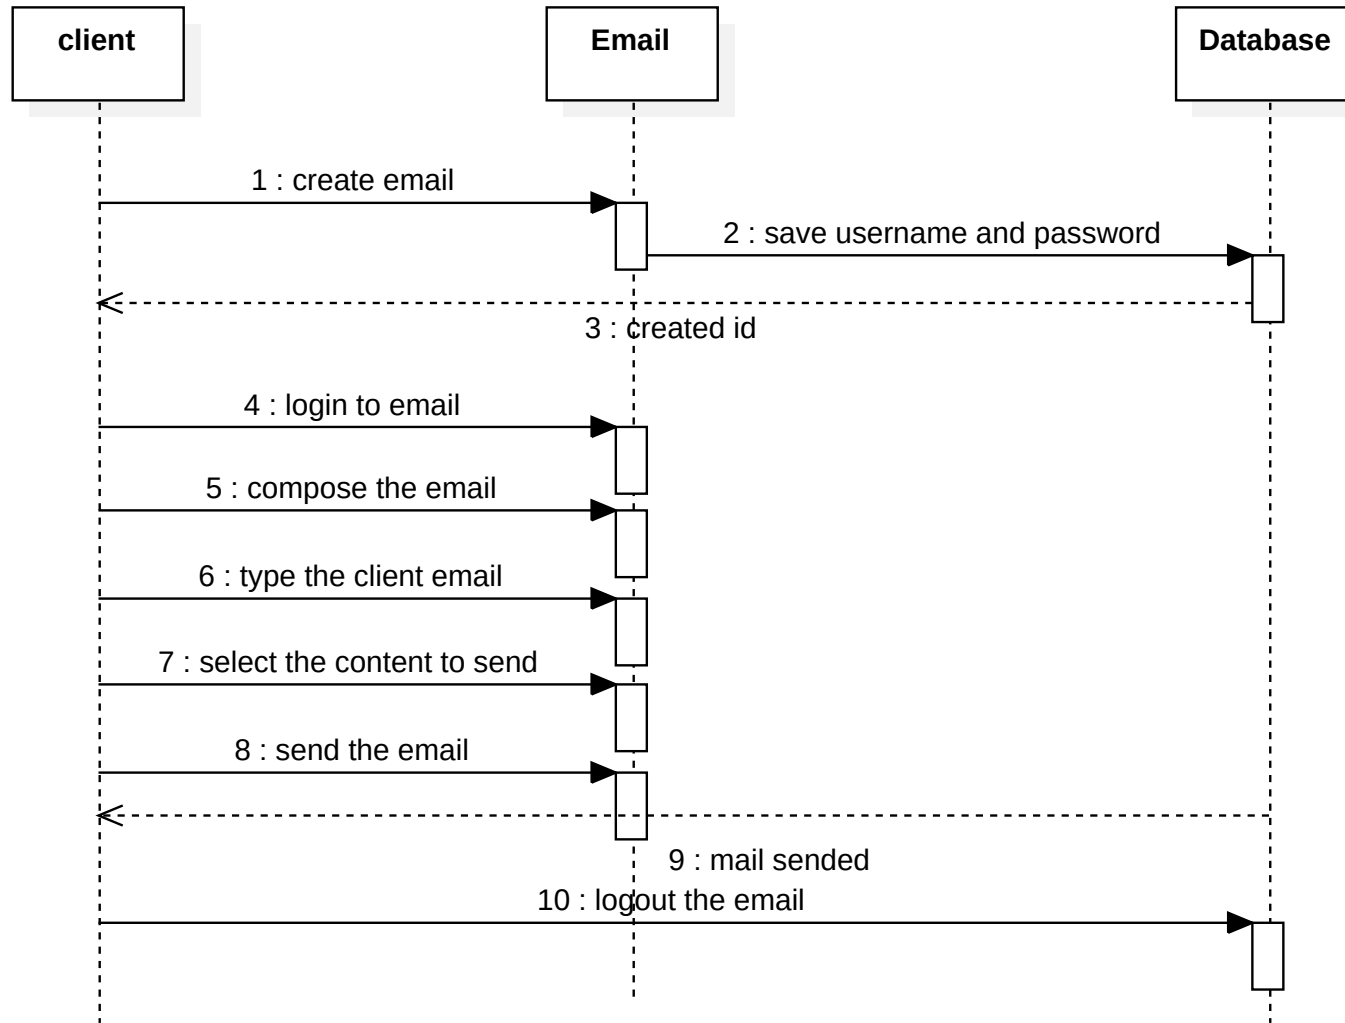 client
Email
Database
1 : create email
2 : save username and password
3 : created id
4 : login to email
5 : compose the email
6 : type the client email
7 : select the content to send
8 : send the email
9 : mail sended
10 : logout the email